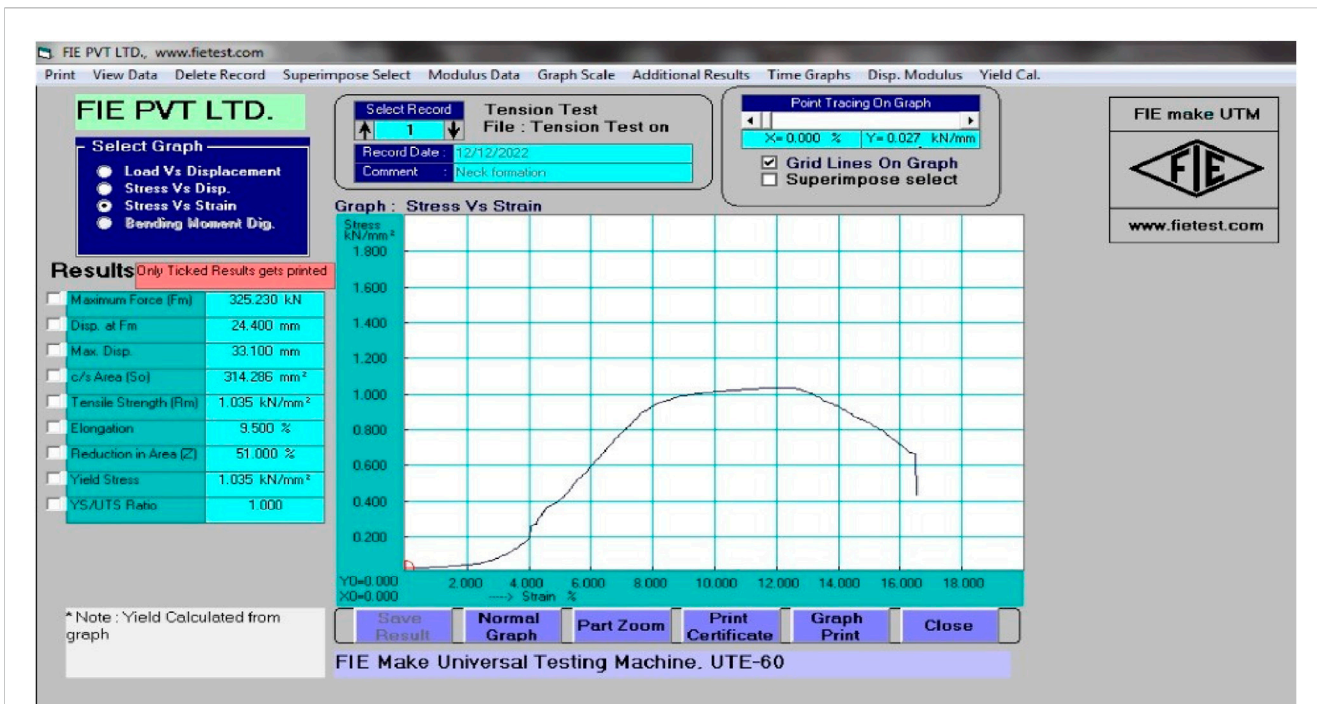 FIE PVT LTD., www.fietest.com
Print View Data Delete Record Superimpose Select Modulus Data Graph Scale Additional Results Time Graphs Disp. Modulus Yield Cal.
FIE PVT LTD.
Select Graph
Load Vs Displacement
Stress Vs Disp.
Stress Vs Strain
Bending Moment Dig.
Select Record
1
Tension Test
File : Tension Test on
Record Date : 12/12/2022
Comment : Neck formation
Point Tracing On Graph
X= 0.000 % Y= 0.027 kN/mm
Grid Lines On Graph
Superimpose select
FIE make UTM
FIE
www.fietest.com
Results Only Ticked Results gets printed
Maximum Force (Fm) 325.230 kN
Disp. at Fm 24.400 mm
Max. Disp. 33.100 mm
c/s Area (So) 314.286 mm²
Tensile Strength (Rm) 1.035 kN/mm²
Elongation 9.500 %
Reduction in Area (Z) 51.000 %
Yield Stress 1.035 kN/mm²
YS/UTS Ratio 1.000
* Note : Yield Calculated from
graph
Graph : Stress Vs Strain
Stress
kN/mm²
1.800
1.600
1.400
1.200
1.000
0.800
0.600
0.400
0.200
Y0=0.000 2.000 4.000 6.000 8.000 10.000 12.000 14.000 16.000 18.000
X0=0.000 ----> Strain %
Save Result
Normal Graph
Part Zoom
Print Certificate
Graph Print
Close
FIE Make Universal Testing Machine. UTE-60